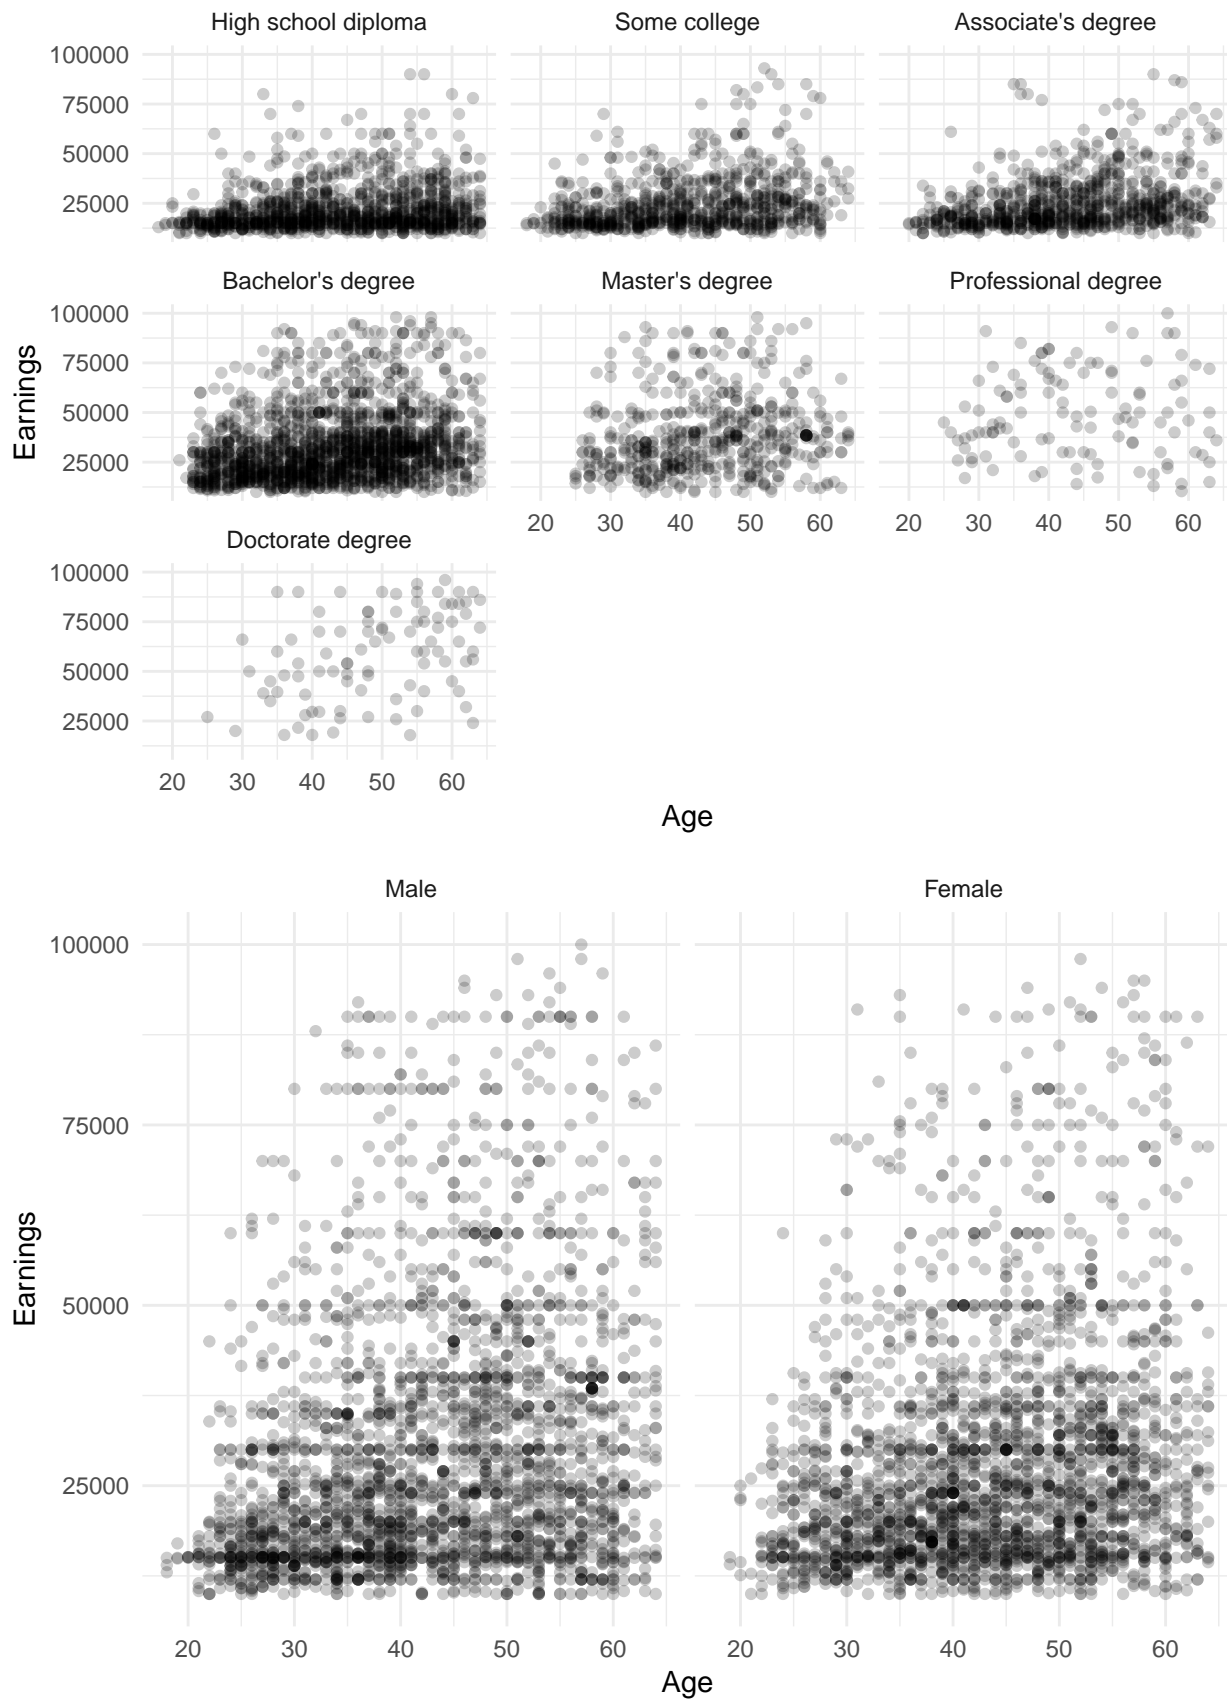 High school diploma Some college Associate's degree
100000
75000
50000
25000
Bachelor's degree Master's degree Professional degree
100000
75000
50000
25000
Earnings
20 30 40 50 60 20 30 40 50 60
Doctorate degree
100000
75000
50000
25000
20 30 40 50 60
Age
Male Female
100000
75000
50000
25000
Earnings
20 30 40 50 60 20 30 40 50 60
Age